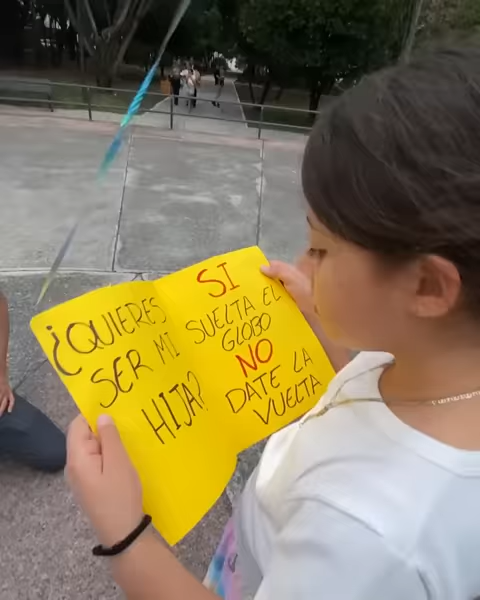 ¿QUIERES
SER MI
HIJA?
SI
SUELTA EL
GLOBO
NO
DATE LA
VUELTA